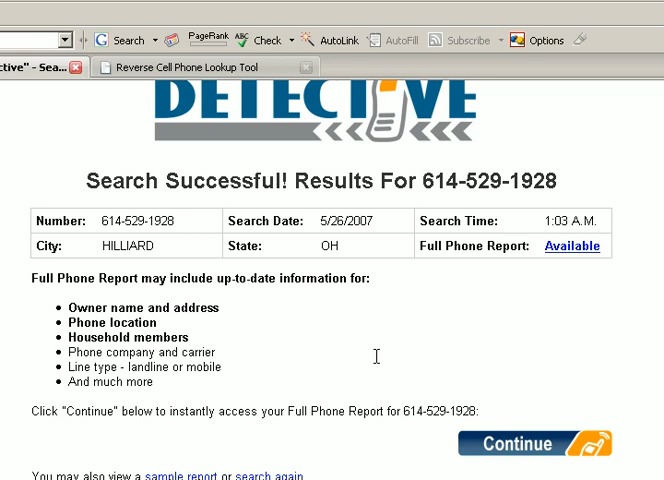 Search PageRank Check AutoLink AutoFill Subscribe Options
ctive" - Sea... Reverse Cell Phone Lookup Tool
DETECTIVE
Search Successful! Results For 614-529-1928
Number: 614-529-1928 Search Date: 5/26/2007 Search Time: 1:03 A.M.
City: HILLIARD State: OH Full Phone Report: Available
Full Phone Report may include up-to-date information for:
• Owner name and address
• Phone location
• Household members
• Phone company and carrier
• Line type - landline or mobile
• And much more
Click "Continue" below to instantly access your Full Phone Report for 614-529-1928:
Continue
You may also view a sample report or search again